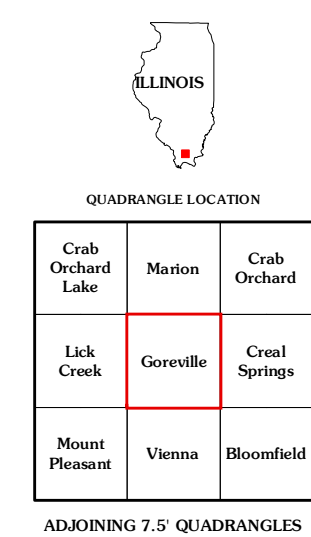 ILLINOIS
QUADRANGLE LOCATION
Crab
Orchard
Lake
Marion
Crab
Orchard
Lick
Creek
Goreville
Creal
Springs
Mount
Pleasant
Vienna
Bloomfield
ADJOINING 7.5' QUADRANGLES